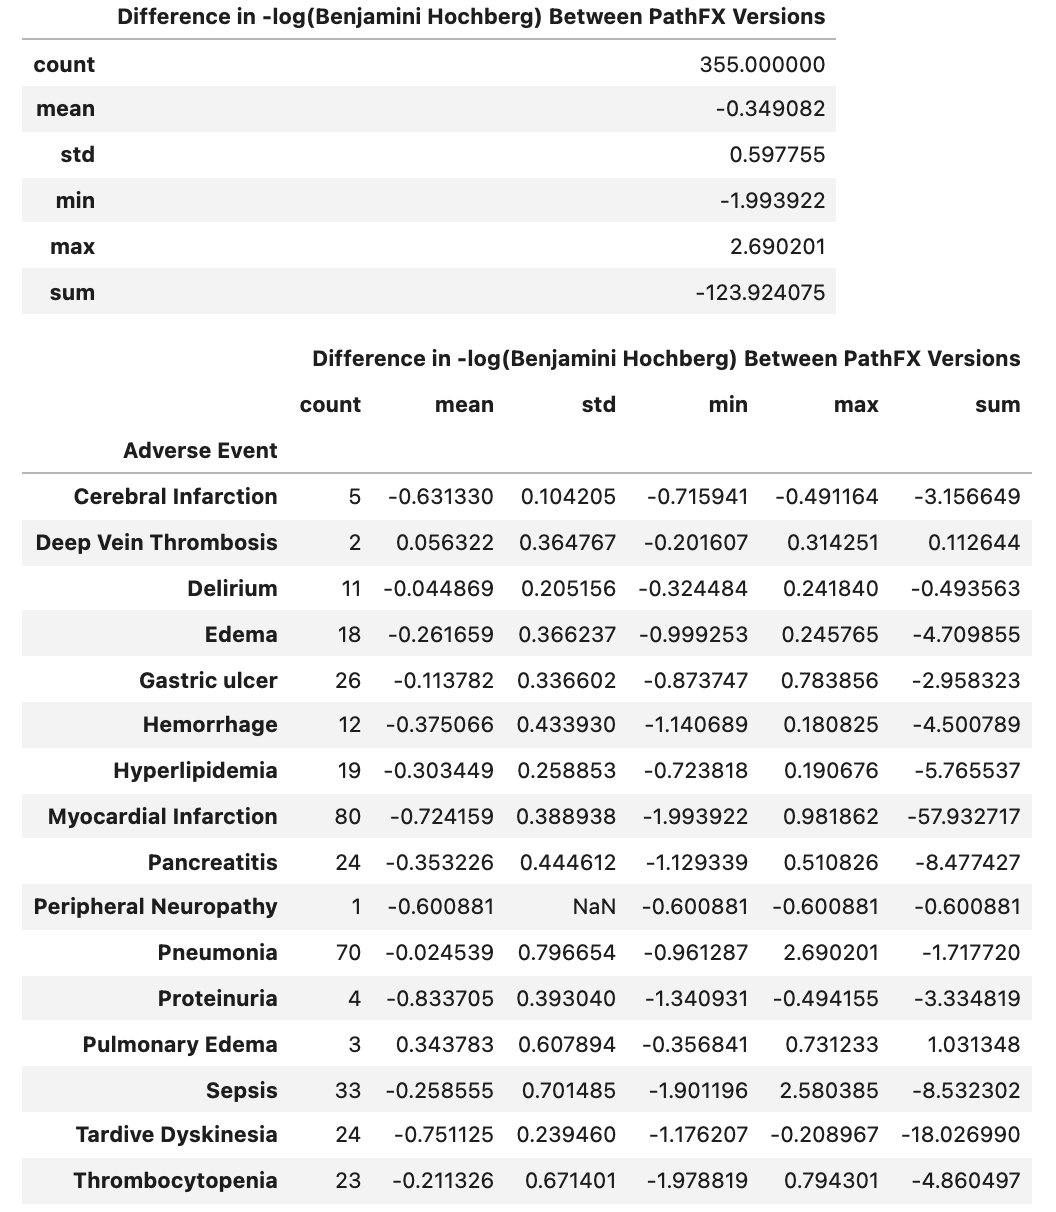 Difference in -log(Benjamini Hochberg) Between PathFX Versions
count 355.000000
mean -0.349082
std 0.597755
min -1.993922
max 2.690201
sum -123.924075
Difference in -log(Benjamini Hochberg) Between PathFX Versions
count mean std min max sum
Adverse Event
Cerebral Infarction 5 -0.631330 0.104205 -0.715941 -0.491164 -3.156649
Deep Vein Thrombosis 2 0.056322 0.364767 -0.201607 0.314251 0.112644
Delirium 11 -0.044869 0.205156 -0.324484 0.241840 -0.493563
Edema 18 -0.261659 0.366237 -0.999253 0.245765 -4.709855
Gastric ulcer 26 -0.113782 0.336602 -0.873747 0.783856 -2.958323
Hemorrhage 12 -0.375066 0.433930 -1.140689 0.180825 -4.500789
Hyperlipidemia 19 -0.303449 0.258853 -0.723818 0.190676 -5.765537
Myocardial Infarction 80 -0.724159 0.388938 -1.993922 0.981862 -57.932717
Pancreatitis 24 -0.353226 0.444612 -1.129339 0.510826 -8.477427
Peripheral Neuropathy 1 -0.600881 NaN -0.600881 -0.600881 -0.600881
Pneumonia 70 -0.024539 0.796654 -0.961287 2.690201 -1.717720
Proteinuria 4 -0.833705 0.393040 -1.340931 -0.494155 -3.334819
Pulmonary Edema 3 0.343783 0.607894 -0.356841 0.731233 1.031348
Sepsis 33 -0.258555 0.701485 -1.901196 2.580385 -8.532302
Tardive Dyskinesia 24 -0.751125 0.239460 -1.176207 -0.208967 -18.026990
Thrombocytopenia 23 -0.211326 0.671401 -1.978819 0.794301 -4.860497